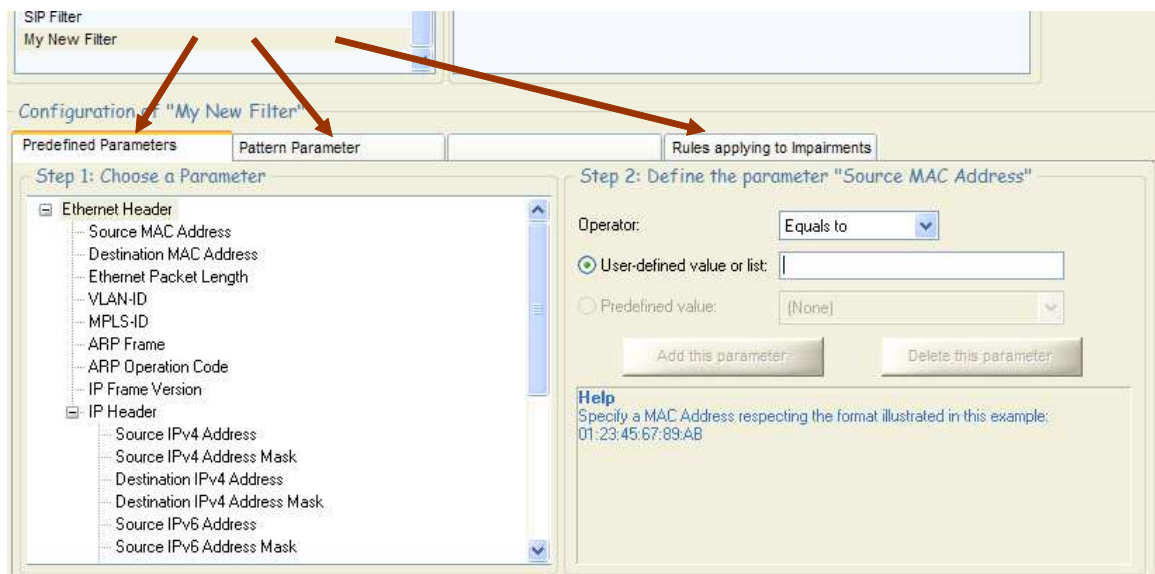 SIP Filter
My New Filter
Configuration of "My New Filter"
Predefined Parameters
Pattern Parameter
Rules applying to Impairments
Step 1: Choose a Parameter
Ethernet Header
Source MAC Address
Destination MAC Address
Ethernet Packet Length
VLAN-ID
MPLS-ID
ARP Frame
ARP Operation Code
IP Frame Version
IP Header
Source IPv4 Address
Source IPv4 Address Mask
Destination IPv4 Address
Destination IPv4 Address Mask
Source IPv6 Address
Source IPv6 Address Mask
Step 2: Define the parameter "Source MAC Address"
Operator:
Equals to
User-defined value or list:
Predefined value:
(None)
Add this parameter
Delete this parameter
Help
Specify a MAC Address respecting the format illustrated in this example:
01:23:45:67:89:AB